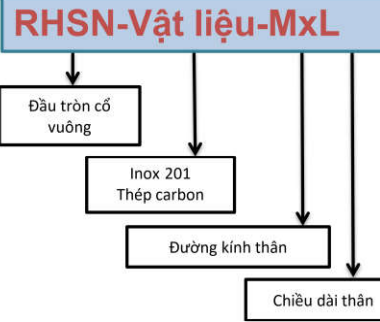 RHSN-Vật liệu-MxL
Đầu tròn cổ
vuông
Inox 201
Thép carbon
Đường kính thân
Chiều dài thân